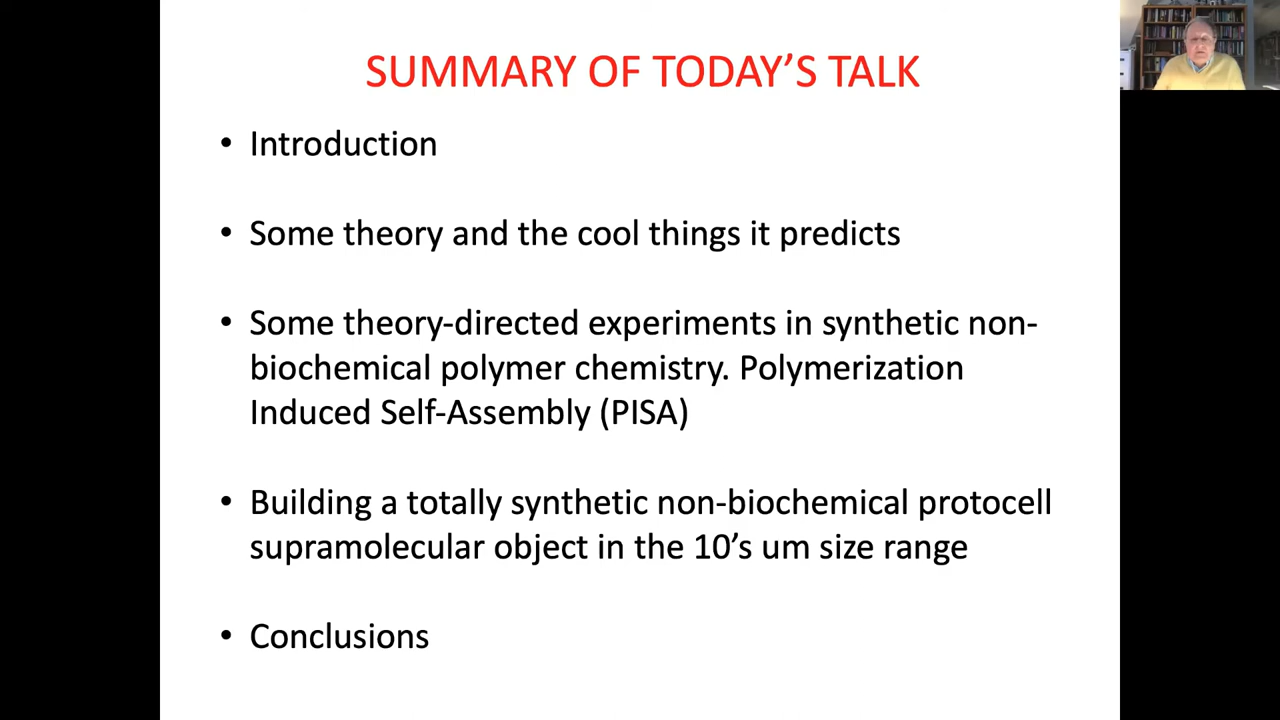 SUMMARY OF TODAY’S TALK
• Introduction
• Some theory and the cool things it predicts
• Some theory-directed experiments in synthetic non-
biochemical polymer chemistry. Polymerization
Induced Self-Assembly (PISA)
• Building a totally synthetic non-biochemical protocell
supramolecular object in the 10’s um size range
• Conclusions